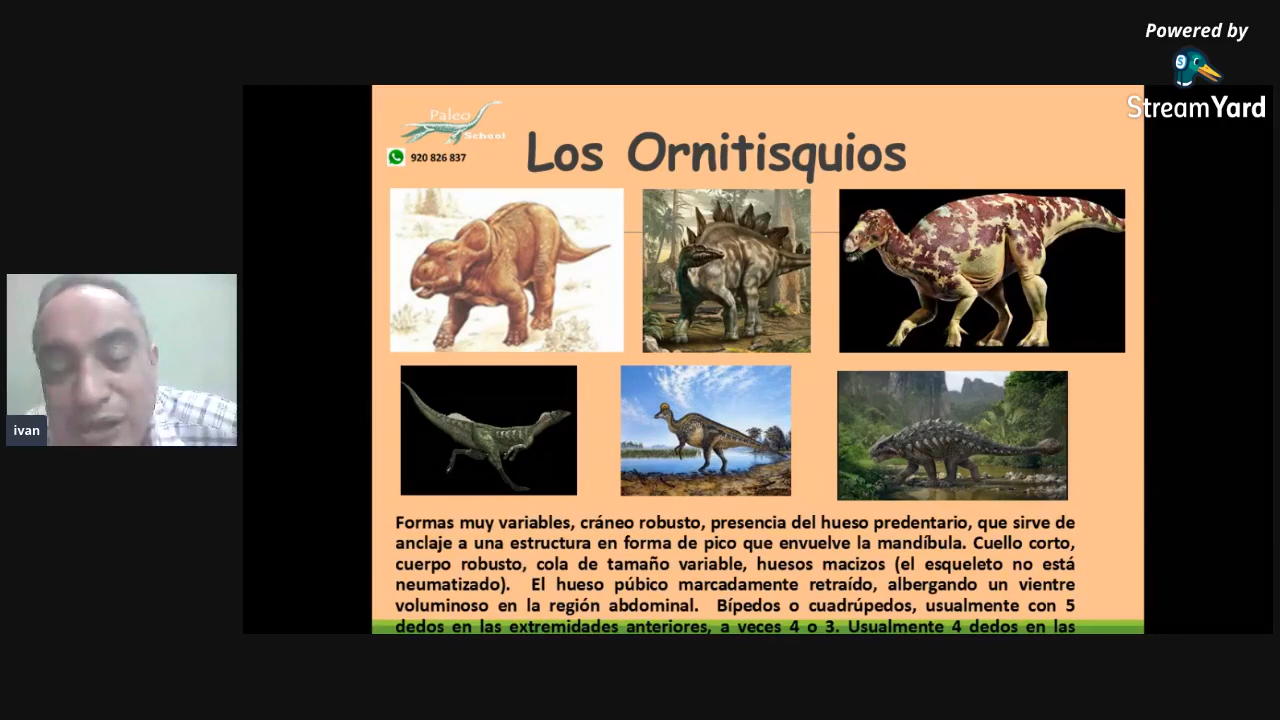 Powered by
StreamYard
Paleo
School
920 826 837
Los Ornitisquios
ivan
Formas muy variables, cráneo robusto, presencia del hueso predentario, que sirve de
anclaje a una estructura en forma de pico que envuelve la mandíbula. Cuello corto,
cuerpo robusto, cola de tamaño variable, huesos macizos (el esqueleto no está
neumatizado). El hueso púbico marcadamente retraído, albergando un vientre
voluminoso en la región abdominal. Bípedos o cuadrúpedos, usualmente con 5
dedos en las extremidades anteriores, a veces 4 o 3. Usualmente 4 dedos en las